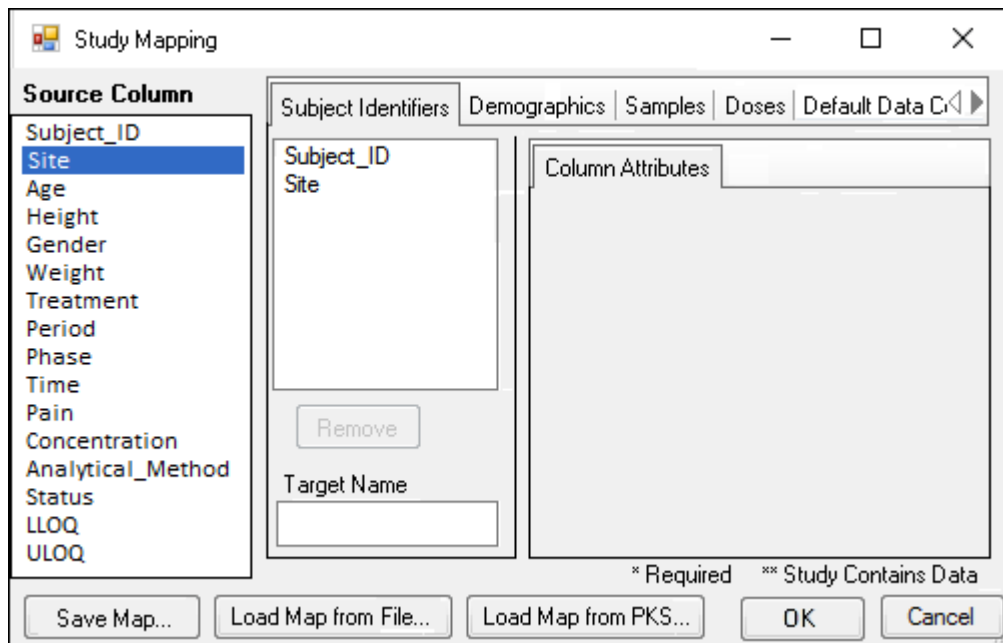 Study Mapping
Source Column
Subject_ID
Site
Age
Height
Gender
Weight
Treatment
Period
Phase
Time
Pain
Concentration
Analytical_Method
Status
LLOQ
ULOQ
Subject Identifiers Demographics Samples Doses Default Data
Subject_ID
Site
Remove
Target Name
Column Attributes
* Required ** Study Contains Data
Save Map... Load Map from File... Load Map from PKS... OK Cancel